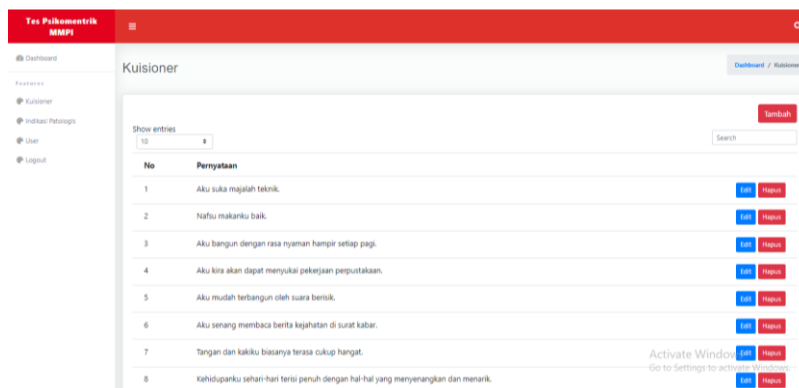 Tes Psikomentrik
MMPI
Dashboard
Features
Kuisioner
Indikasi Patologis
User
Logout
Kuisioner
Dashboard / Kuisioner
Tambah
Show entries
10
Search
No Pernyataan
1 Aku suka majalah teknik. Edit Hapus
2 Nafsu makanku baik. Edit Hapus
3 Aku bangun dengan rasa nyaman hampir setiap pagi. Edit Hapus
4 Aku kira akan dapat menyukai pekerjaan perpustakaan. Edit Hapus
5 Aku mudah terbangun oleh suara berisik. Edit Hapus
6 Aku senang membaca berita kejahatan di surat kabar. Edit Hapus
7 Tangan dan kakiku biasanya terasa cukup hangat. Edit Hapus
8 Kehidupanku sehari-hari terisi penuh dengan hal-hal yang menyenangkan dan menarik. Edit Hapus
Activate Windows
Go to Settings to activate Windows.